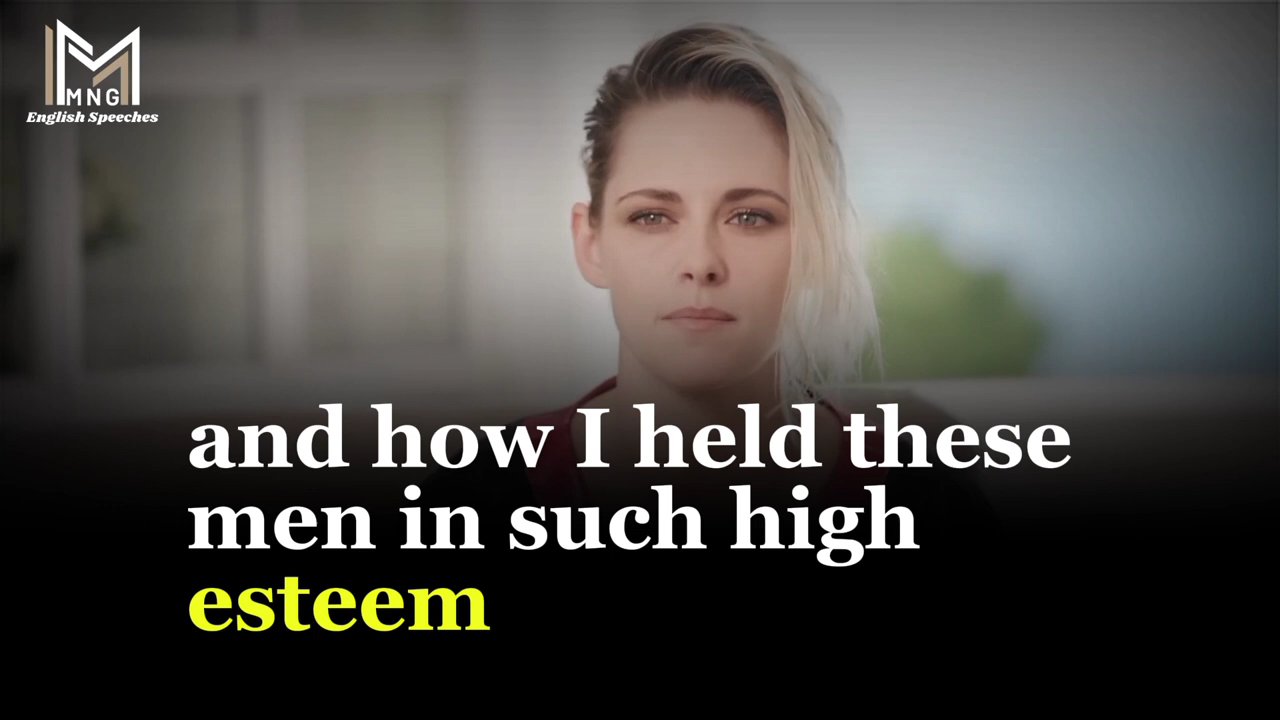 MNG
English Speeches
and how I held these
men in such high
esteem